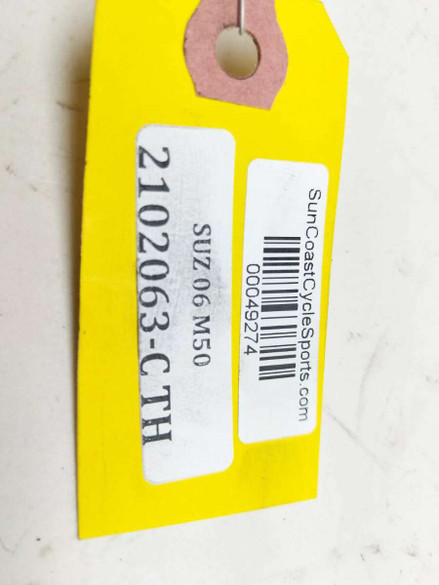 SunCoastCycleSports.com
00049274
SUZ 06 M50
2102063-C TH